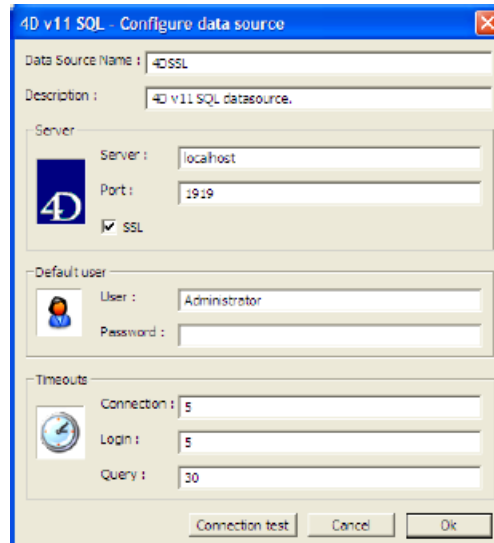 4D v11 SQL - Configure data source
Data Source Name : 4DSSL
Description : 4D v11 SQL datasource.
Server
Server : localhost
Port : 1919
4D
SSL
Default user
User : Administrator
Password :
Timeouts
Connection : 5
Login : 5
Query : 30
Connection test Cancel Ok